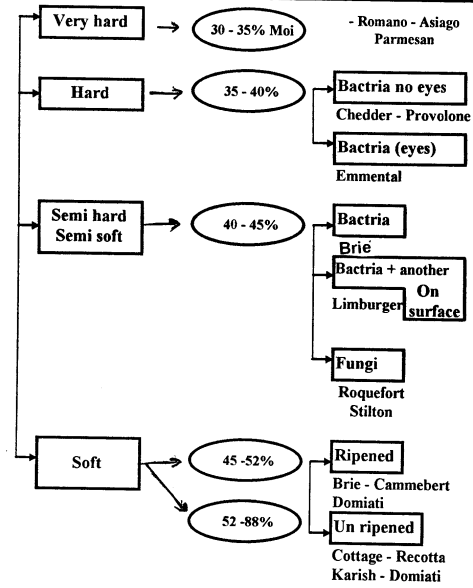 Very hard
30 - 35% Moi
- Romano - Asiago
Parmesan
Hard
35 - 40%
Bactria no eyes
Chedder - Provolone
Bactria (eyes)
Emmental
Semi hard
Semi soft
40 - 45%
Bactria
Brie
Bactria + another
On
surface
Limburger
Fungi
Roquefort
Stilton
Soft
45 -52%
Ripened
Brie - Cammebert
Domiati
52 -88%
Un ripened
Cottage - Recotta
Karish - Domiati